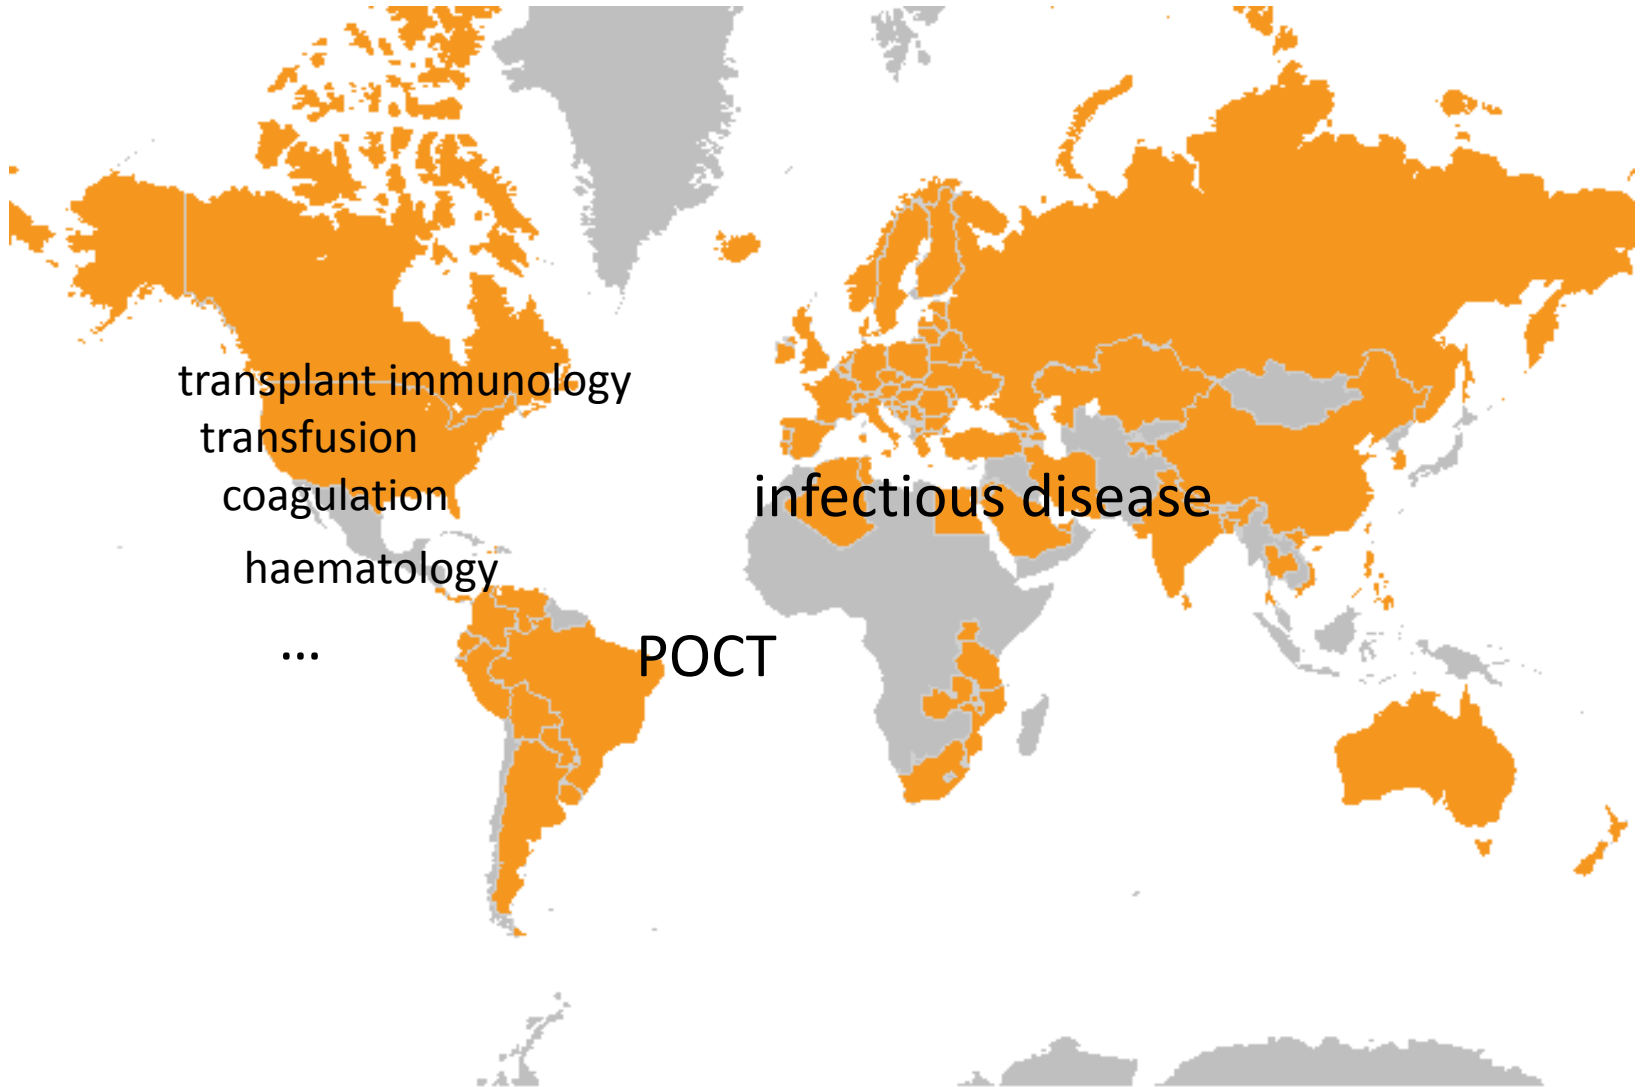 transplant immunology
transfusion
coagulation
infectious disease
haematology
...
POCT